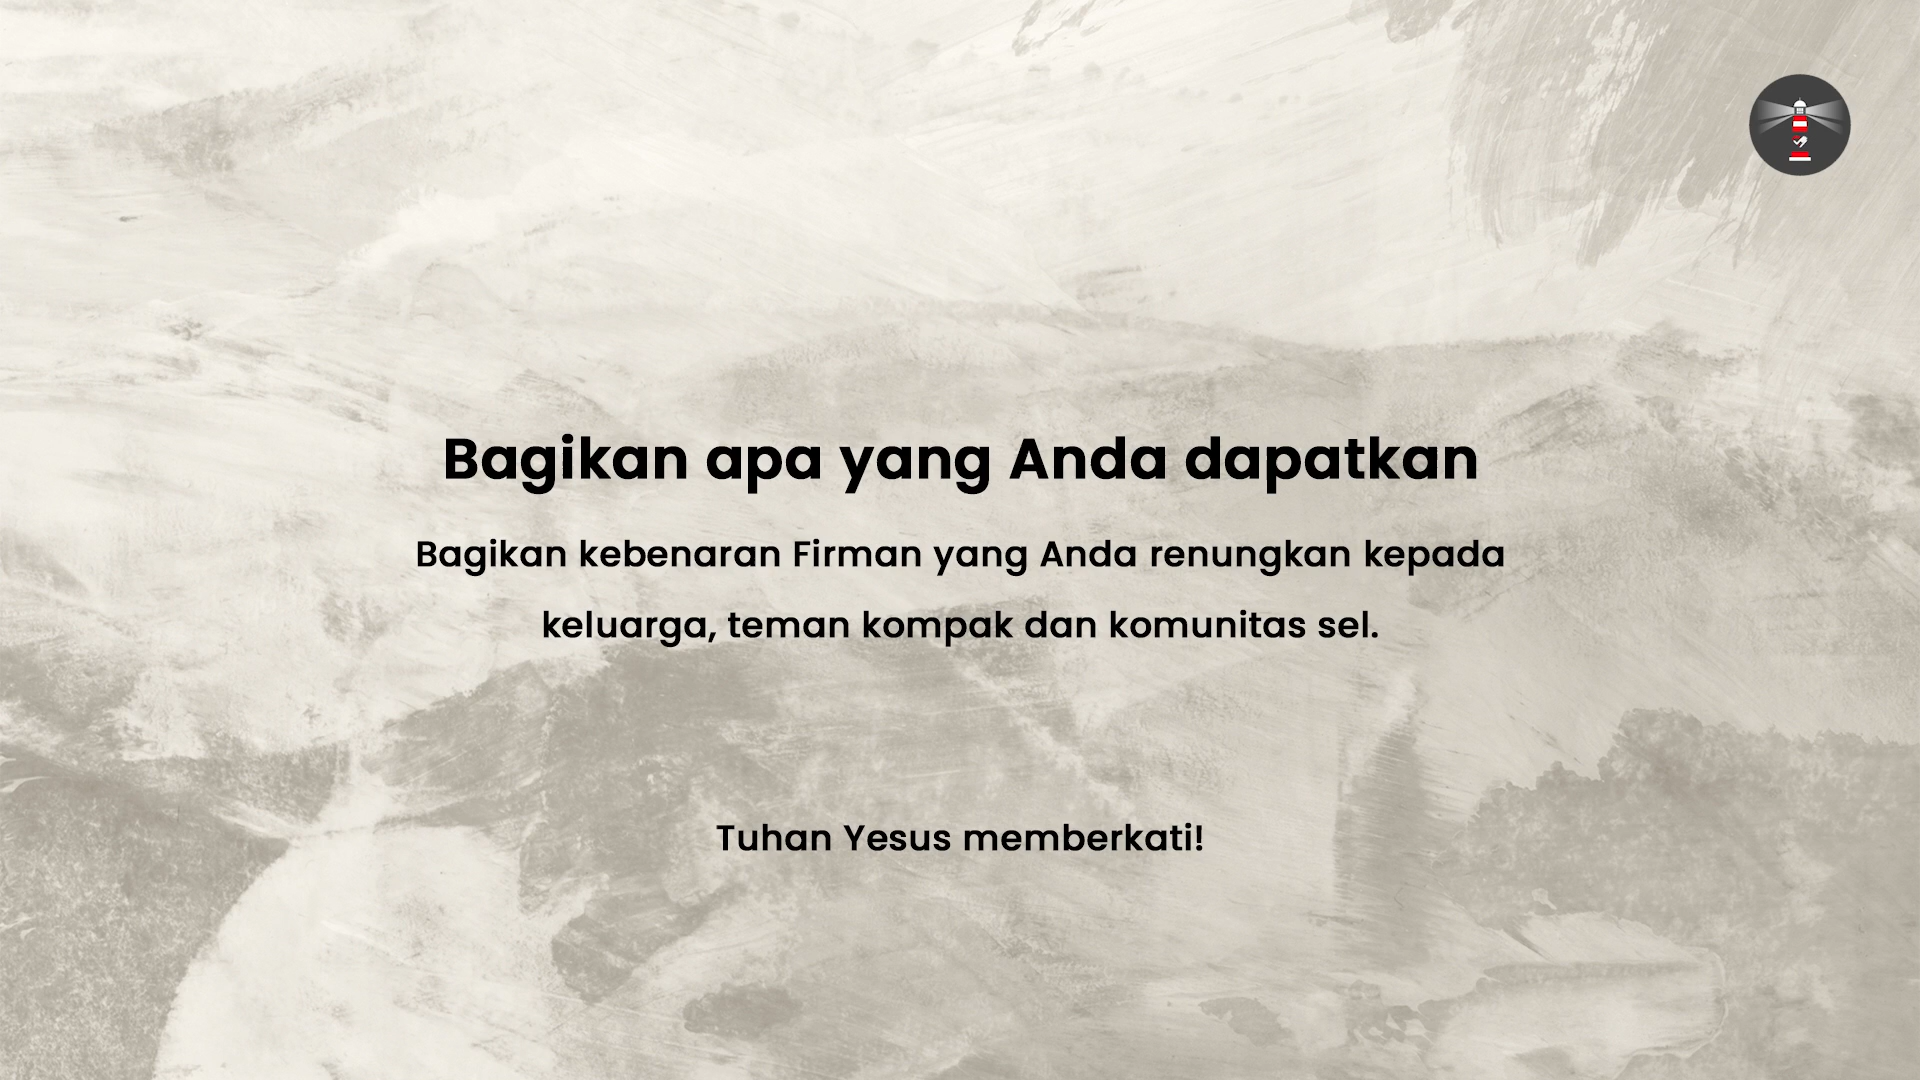 Bagikan apa yang Anda dapatkan
Bagikan kebenaran Firman yang Anda renungkan kepada
keluarga, teman kompak dan komunitas sel.
Tuhan Yesus memberkati!